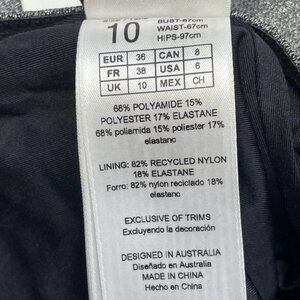 10
BUST-87cm
WAIST-67cm
HIPS-97cm
EUR 36 CAN 8
FR 38 USA 6
UK 10 MEX CH
68% POLYAMIDE 15%
POLYESTER 17% ELASTANE
68% poliamida 15% poliester 17%
elastano
LINING: 82% RECYCLED NYLON
18% ELASTANE
Forro: 82% nylon reciclado 18%
elastano
EXCLUSIVE OF TRIMS
Excluyendo la decoración
DESIGNED IN AUSTRALIA
Diseñado en Australia
MADE IN CHINA
Hecho en China